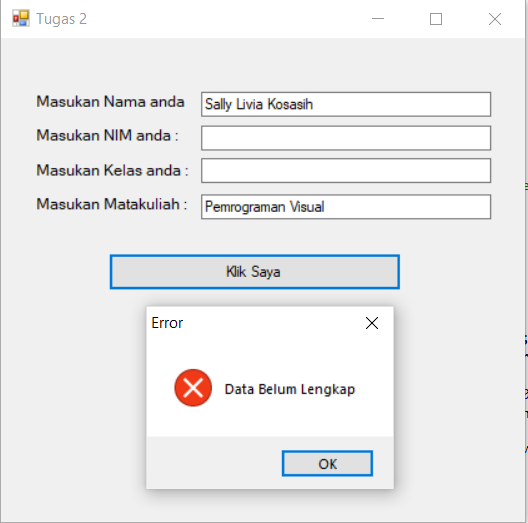 Tugas 2
Masukan Nama anda
Sally Livia Kosasih
Masukan NIM anda :
Masukan Kelas anda :
Masukan Matakuliah :
Pemrograman Visual
Klik Saya
Error
Data Belum Lengkap
OK